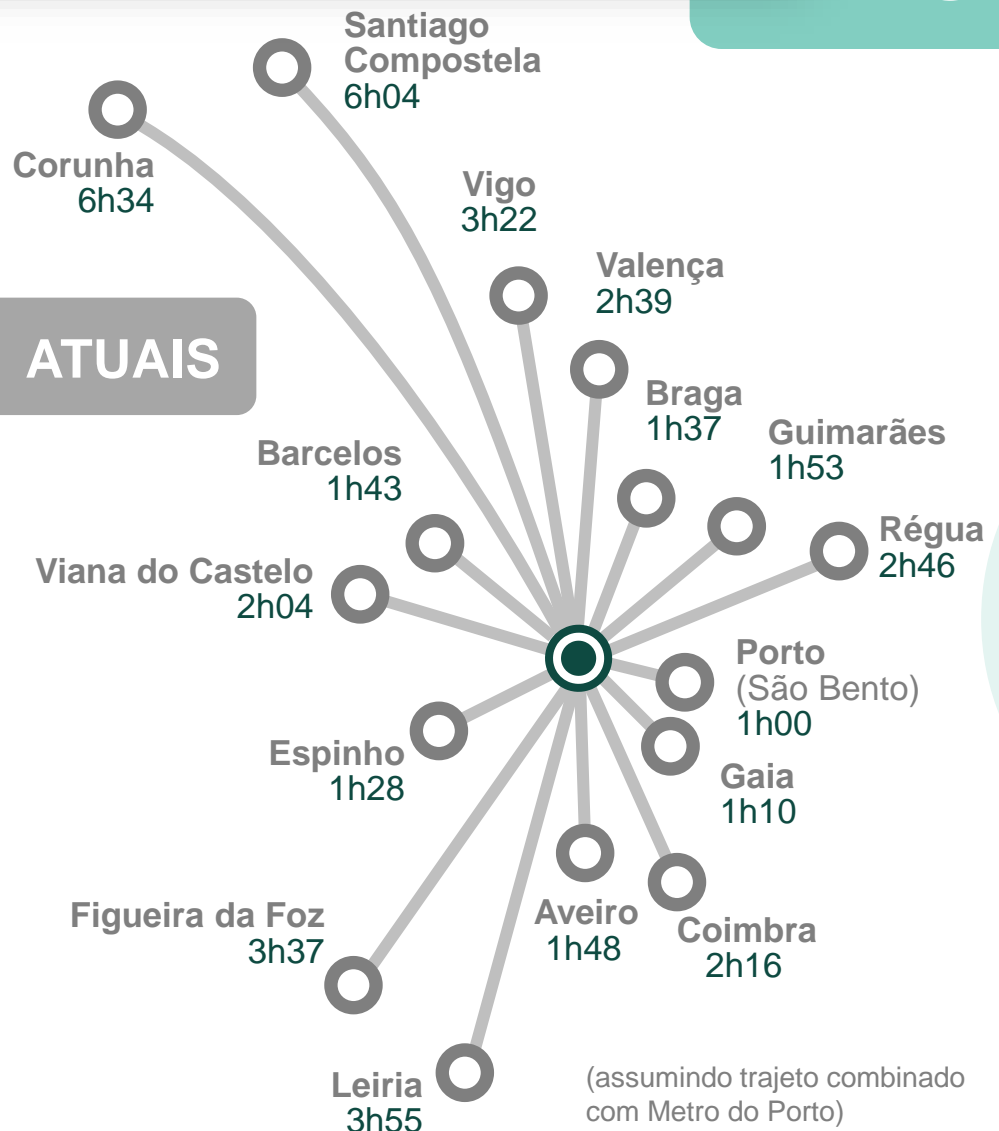 Santiago
Compostela
6h04
Corunha
6h34
Vigo
3h22
Valença
2h39
ATUAIS
Braga
1h37
Guimarães
1h53
Barcelos
1h43
Régua
2h46
Viana do Castelo
2h04
Porto
(São Bento)
1h00
Espinho
1h28
Gaia
1h10
Figueira da Foz
3h37
Aveiro
1h48
Coimbra
2h16
Leiria
3h55
(assumindo trajeto combinado
com Metro do Porto)